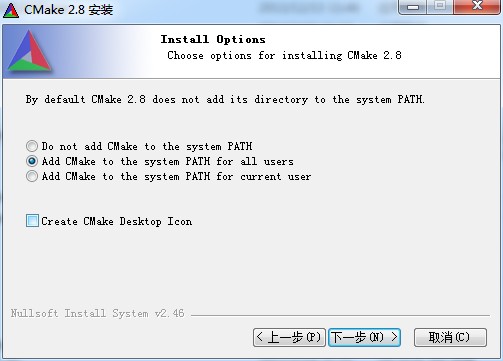 CMake 2.8 安装
Install Options
Choose options for installing CMake 2.8
By default CMake 2.8 does not add its directory to the system PATH.
Do not add CMake to the system PATH
Add CMake to the system PATH for all users
Add CMake to the system PATH for current user
Create CMake Desktop Icon
Nullsoft Install System v2.46
< 上一步(P) 下一步(N) > 取消(C)